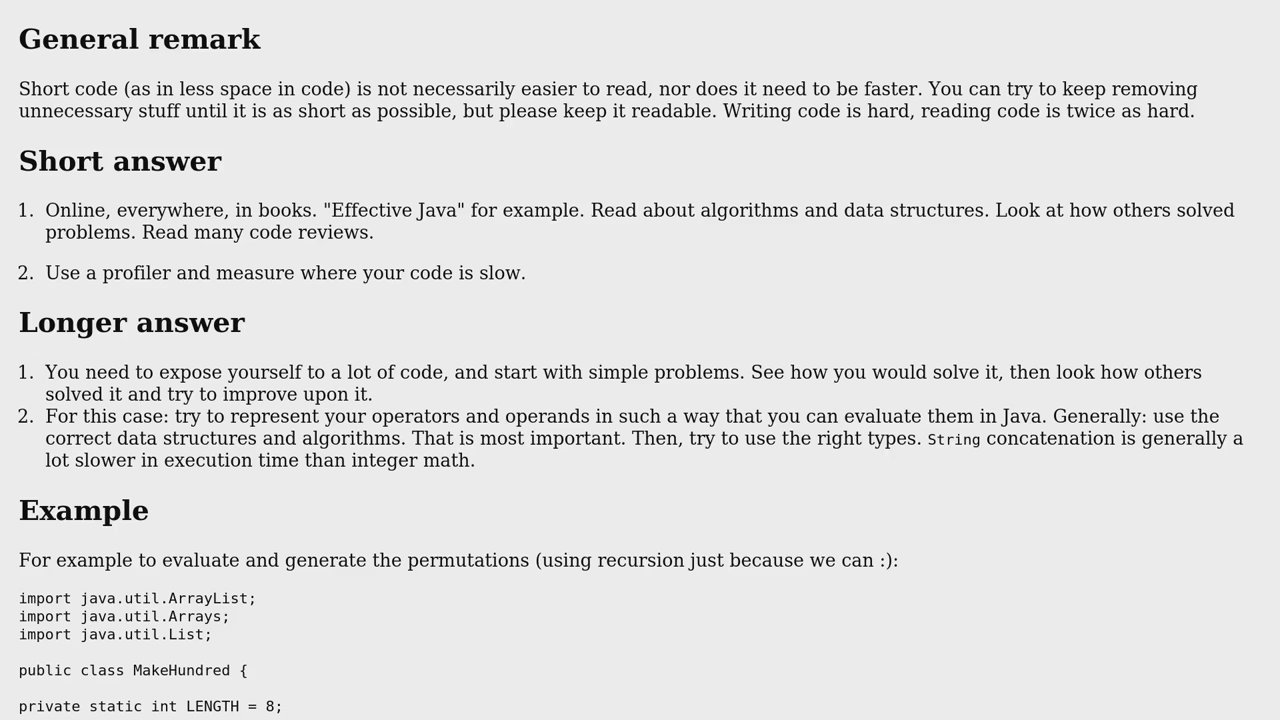 General remark
Short code (as in less space in code) is not necessarily easier to read, nor does it need to be faster. You can try to keep removing
unnecessary stuff until it is as short as possible, but please keep it readable. Writing code is hard, reading code is twice as hard.
Short answer
1. Online, everywhere, in books. "Effective Java" for example. Read about algorithms and data structures. Look at how others solved
problems. Read many code reviews.
2. Use a profiler and measure where your code is slow.
Longer answer
1. You need to expose yourself to a lot of code, and start with simple problems. See how you would solve it, then look how others
solved it and try to improve upon it.
2. For this case: try to represent your operators and operands in such a way that you can evaluate them in Java. Generally: use the
correct data structures and algorithms. That is most important. Then, try to use the right types. String concatenation is generally a
lot slower in execution time than integer math.
Example
For example to evaluate and generate the permutations (using recursion just because we can :):
import java.util.ArrayList;
import java.util.Arrays;
import java.util.List;
public class MakeHundred {
private static int LENGTH = 8;